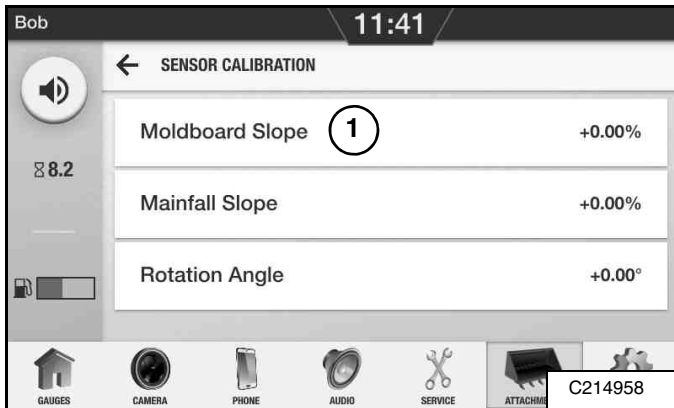 Bob 11:41
← SENSOR CALIBRATION
Moldboard Slope 1 +0.00%
8.2
Mainfall Slope +0.00%
Rotation Angle +0.00°
GAUGES CAMERA PHONE AUDIO SERVICE ATTACHME
C214958